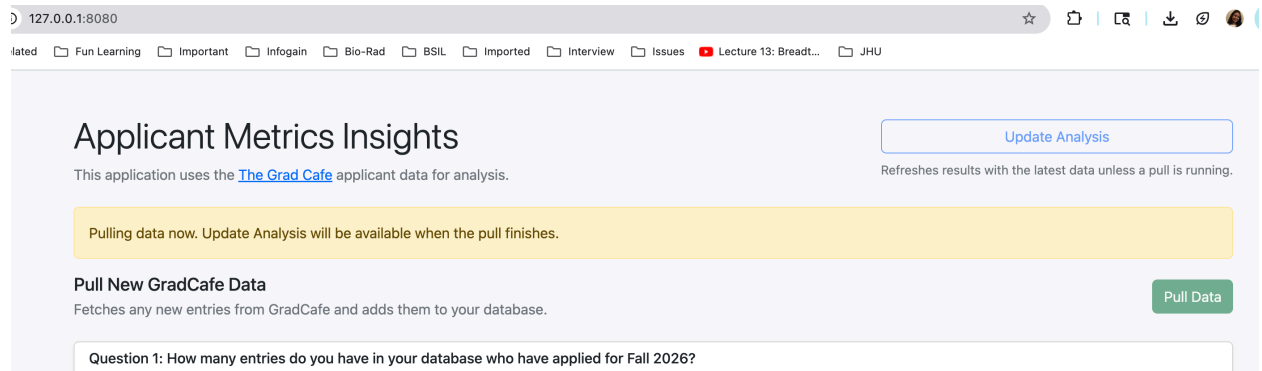 127.0.0.1:8080
Fun Learning Important Infogain Bio-Rad BSIL Imported Interview Issues Lecture 13: Breadt... JHU
Applicant Metrics Insights
Update Analysis
This application uses the The Grad Cafe applicant data for analysis.
Refreshes results with the latest data unless a pull is running.
Pulling data now. Update Analysis will be available when the pull finishes.
Pull New GradCafe Data
Fetches any new entries from GradCafe and adds them to your database.
Pull Data
Question 1: How many entries do you have in your database who have applied for Fall 2026?